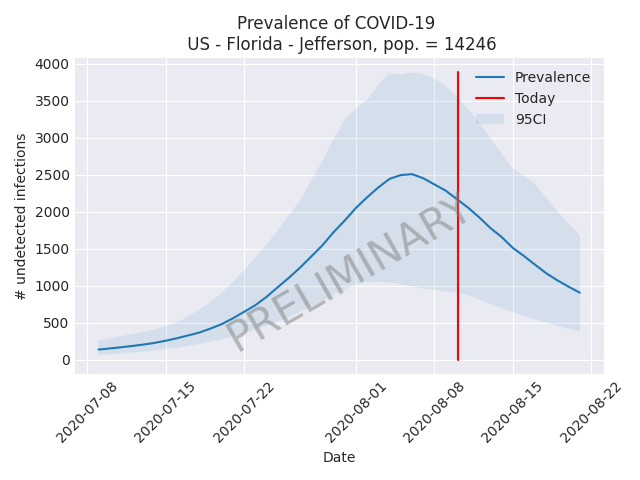 Prevalence of COVID-19
US - Florida - Jefferson, pop. = 14246
4000
3500
3000
2500
2000
1500
1000
500
0
# undetected infections
Prevalence
Today
95CI
PRELIMINARY
2020-07-08
2020-07-15
2020-07-22
2020-08-01
2020-08-08
2020-08-15
2020-08-22
Date